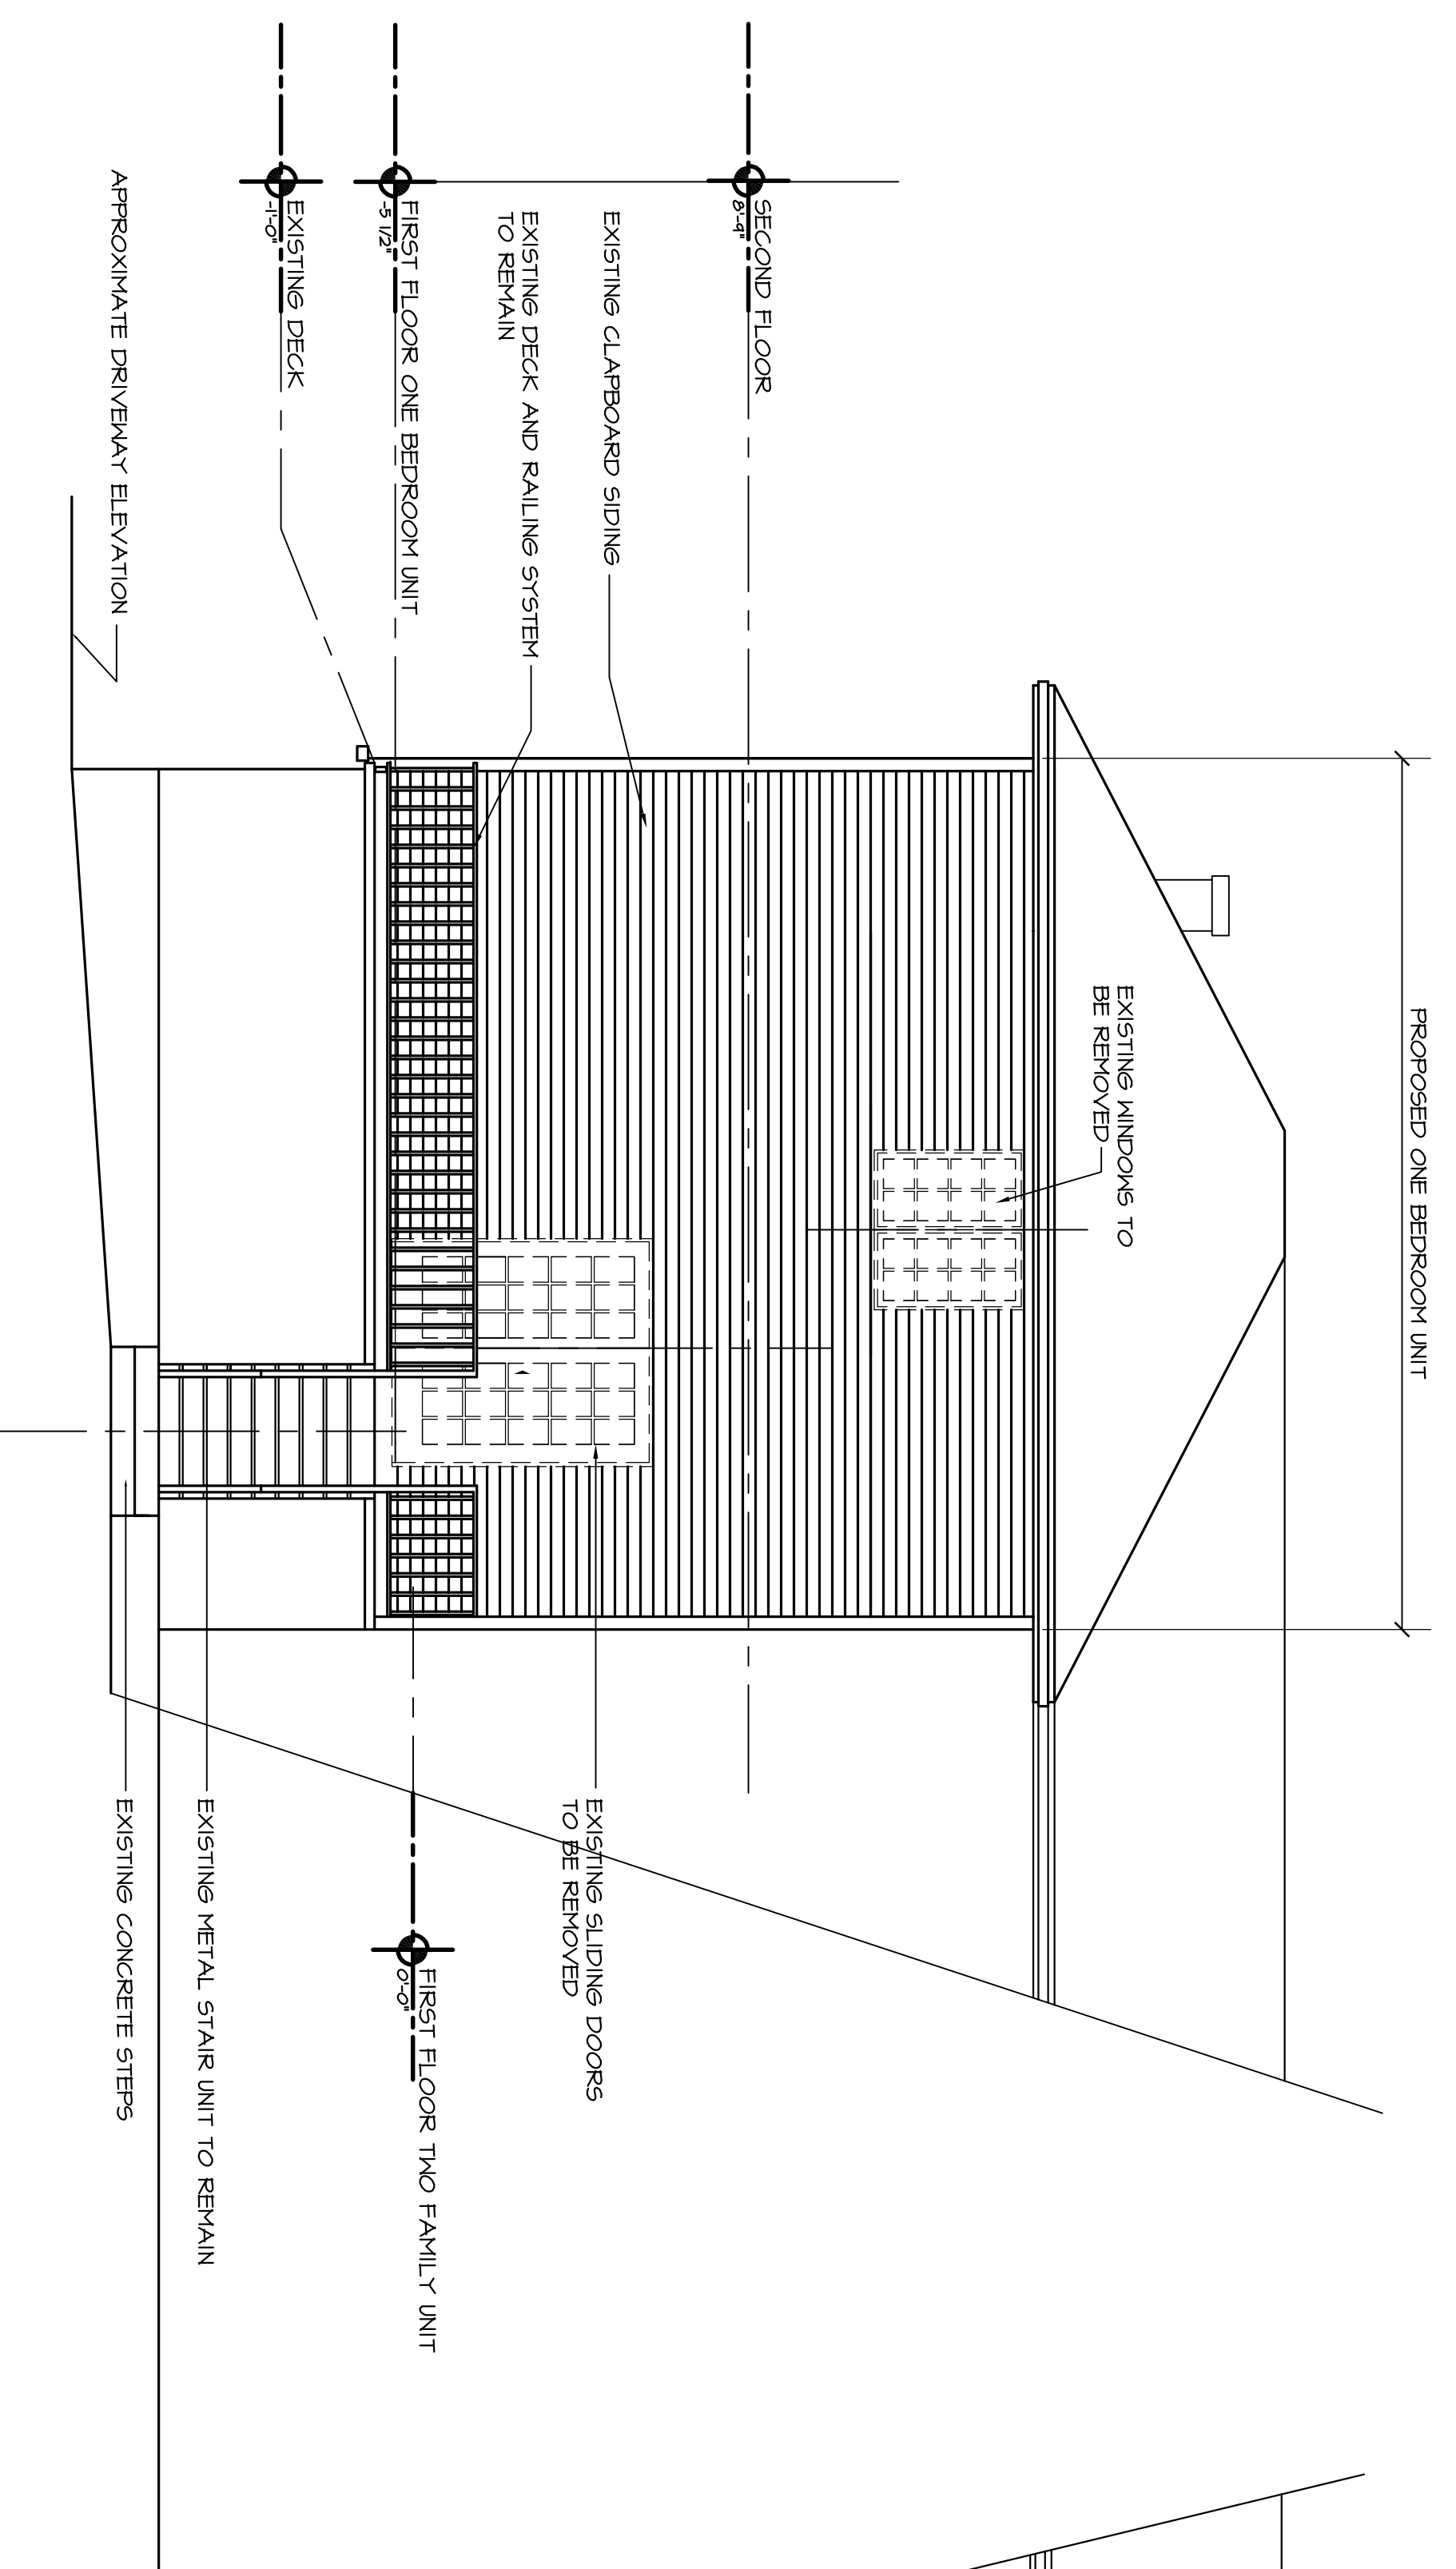 PROPOSED ONE BEDROOM UNIT
EXISTING WINDOWS TO
BE REMOVED
SECOND FLOOR
8'-9"
EXISTING CLAPBOARD SIDING
EXISTING DECK AND RAILING SYSTEM
TO REMAIN
FIRST FLOOR ONE BEDROOM UNIT
-5 1/2"
EXISTING DECK
-1'-0"
APPROXIMATE DRIVEWAY ELEVATION
EXISTING SLIDING DOORS
TO BE REMOVED
FIRST FLOOR TWO FAMILY UNIT
0'-0"
EXISTING METAL STAIR UNIT TO REMAIN
EXISTING CONCRETE STEPS